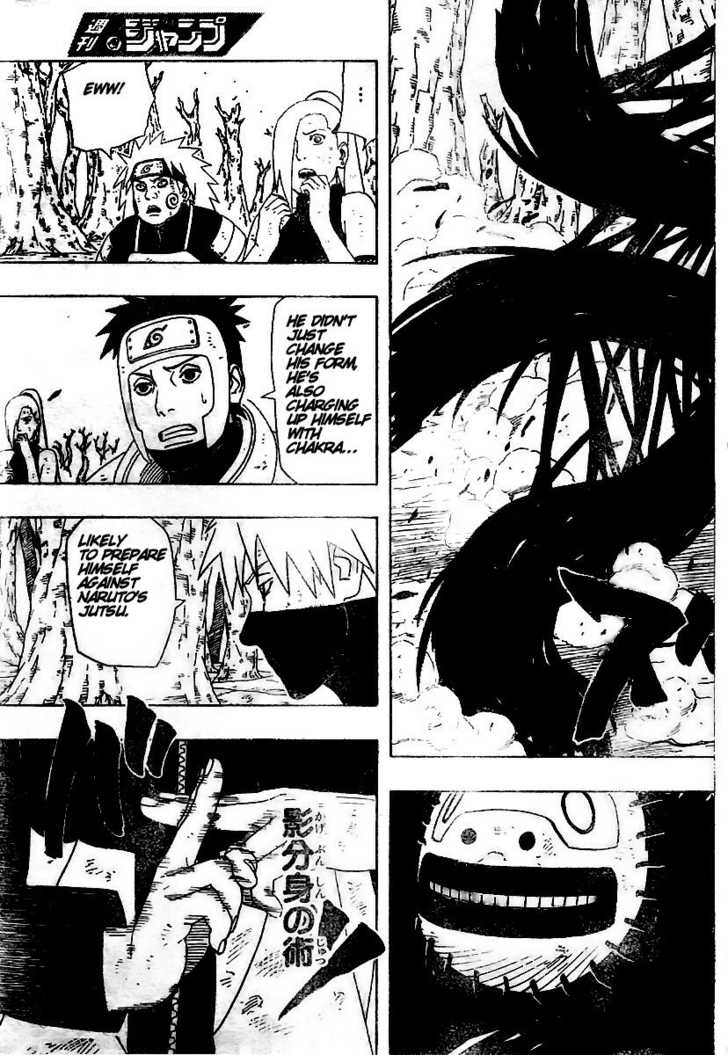 週刊
ジャンプ
...
EWW!
HE DIDN'T
JUST
CHANGE
HIS FORM,
HE'S
ALSO
CHARGING
UP HIMSELF
WITH
CHAKRA...
LIKELY
TO PREPARE
HIMSELF
AGAINST
NARUTO'S
JUTSU.
影分身の術
かげぶんしんじゅつ